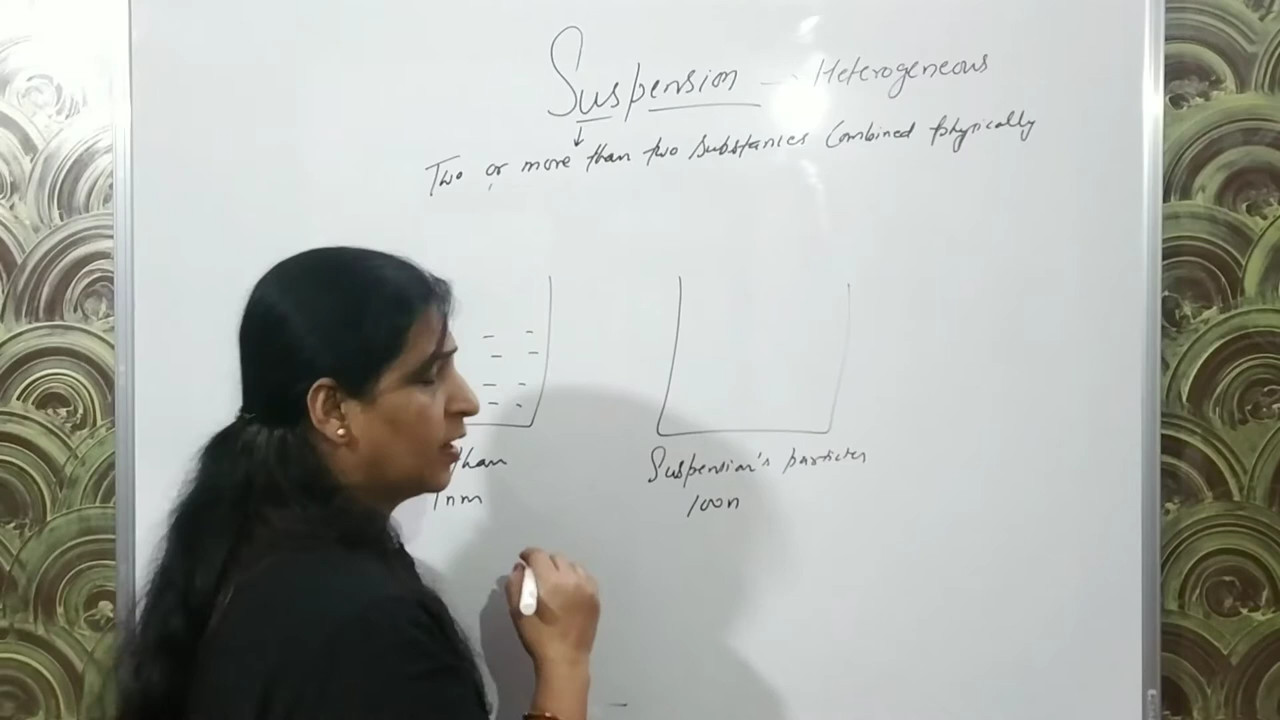 Suspension — Heterogeneous
Two or more than two substances combined physically
than
1nm
Suspension's particles
100n